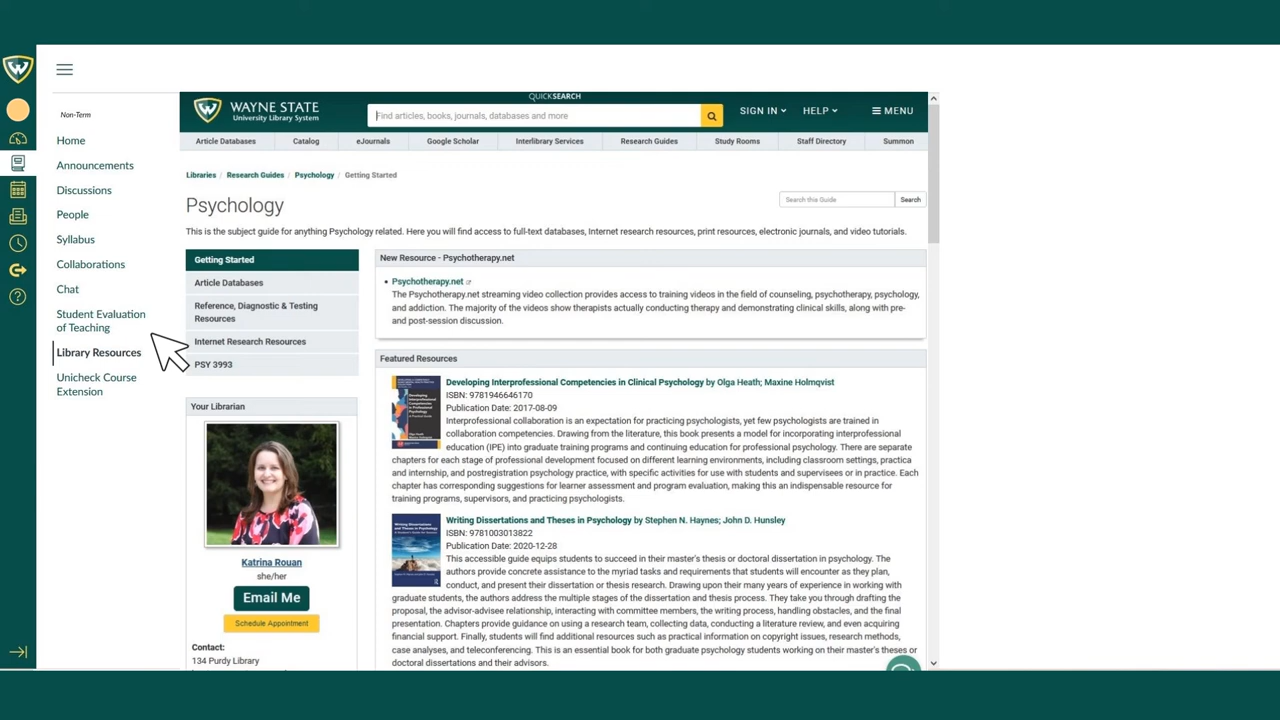 QUICKSEARCH
WAYNE STATE
University Library System
Find articles, books, journals, databases and more
SIGN IN
HELP
MENU
Article Databases
Catalog
eJournals
Google Scholar
Interlibrary Services
Research Guides
Study Rooms
Staff Directory
Summon
Non-Term
Home
Announcements
Discussions
People
Syllabus
Collaborations
Chat
Student Evaluation
of Teaching
Library Resources
Unicheck Course
Extension
Libraries / Research Guides / Psychology / Getting Started
Psychology
Search this Guide
Search
This is the subject guide for anything Psychology related. Here you will find access to full-text databases, Internet research resources, print resources, electronic journals, and video tutorials.
Getting Started
Article Databases
Reference, Diagnostic & Testing
Resources
Internet Research Resources
PSY 3993
Your Librarian
Katrina Rouan
she/her
Email Me
Schedule Appointment
Contact:
134 Purdy Library
New Resource - Psychotherapy.net
Psychotherapy.net
The Psychotherapy.net streaming video collection provides access to training videos in the field of counseling, psychotherapy, psychology,
and addiction. The majority of the videos show therapists actually conducting therapy and demonstrating clinical skills, along with pre-
and post-session discussion.
Featured Resources
Developing Interprofessional Competencies in Clinical Psychology by Olga Heath; Maxine Holmqvist
ISBN: 9781946646170
Publication Date: 2017-08-09
Interprofessional collaboration is an expectation for practicing psychologists, yet few psychologists are trained in
collaboration competencies. Drawing from the literature, this book presents a model for incorporating interprofessional
education (IPE) into graduate training programs and continuing education for professional psychology. There are separate
chapters for each stage of professional development focused on different learning environments, including classroom settings, practica
and internship, and postregistration psychology practice, with specific activities for use with students and supervisees or in practice. Each
chapter has corresponding suggestions for learner assessment and program evaluation, making this an indispensable resource for
training programs, supervisors, and practicing psychologists.
Writing Dissertations and Theses in Psychology by Stephen N. Haynes; John D. Hunsley
ISBN: 9781003013822
Publication Date: 2020-12-28
This accessible guide equips students to succeed in their master's thesis or doctoral dissertation in psychology. The
authors provide concrete assistance to the myriad tasks and requirements that students will encounter as they plan,
conduct, and present their dissertation or thesis research. Drawing upon their many years of experience in working with
graduate students, the authors address the multiple stages of the dissertation and thesis process. They take you through drafting the
proposal, the advisor-advisee relationship, interacting with committee members, the writing process, handling obstacles, and the final
presentation. Chapters provide guidance on using a research team, collecting data, conducting a literature review, and even acquiring
financial support. Finally, students will find additional resources such as practical information on copyright issues, research methods,
case analyses, and teleconferencing. This is an essential book for both graduate psychology students working on their master's theses or
doctoral dissertations and their advisors.